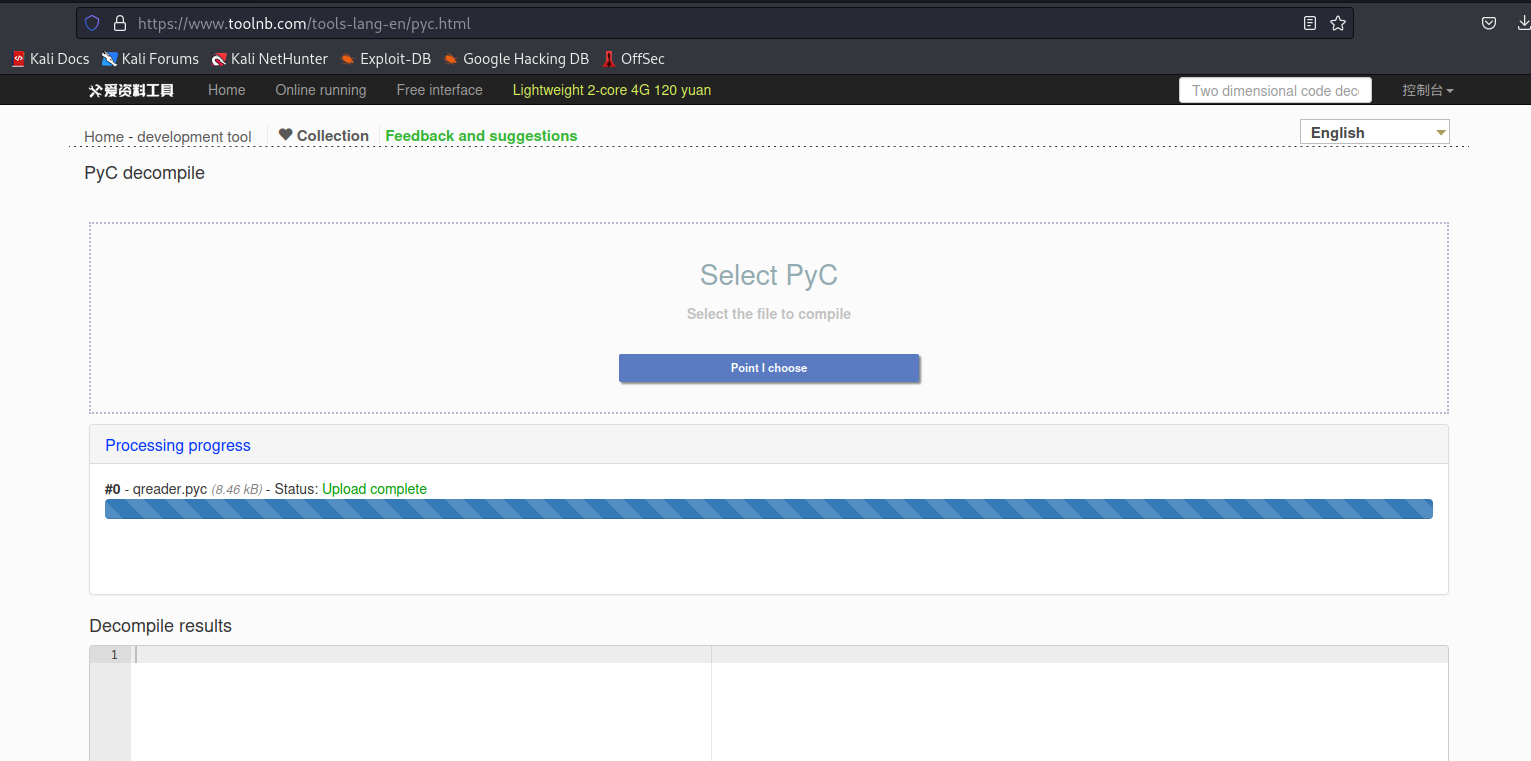 https://www.toolnb.com/tools-lang-en/pyc.html
Kali Docs Kali Forums Kali NetHunter Exploit-DB Google Hacking DB OffSec
爱资料工具 Home Online running Free interface Lightweight 2-core 4G 120 yuan Two dimensional code dec 控制台
Home - development tool Collection Feedback and suggestions English
PyC decompile
Select PyC
Select the file to compile
Point I choose
Processing progress
#0 - qreader.pyc (8.46 kB) - Status: Upload complete
Decompile results
1